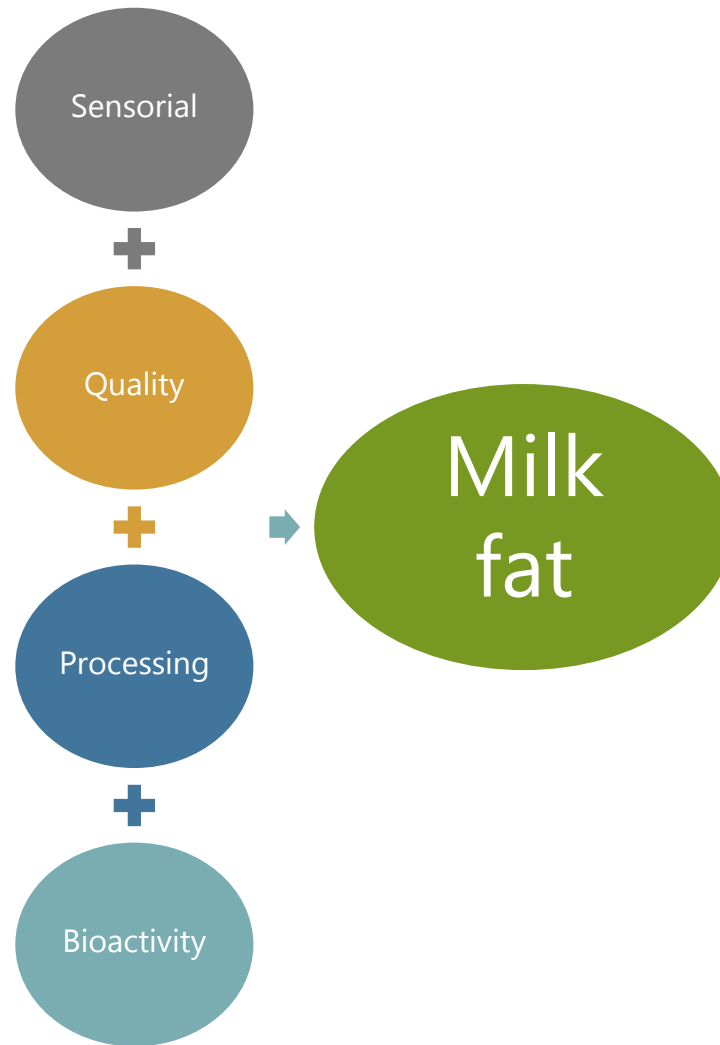 Sensorial
Quality
Processing
Bioactivity
Milk
fat